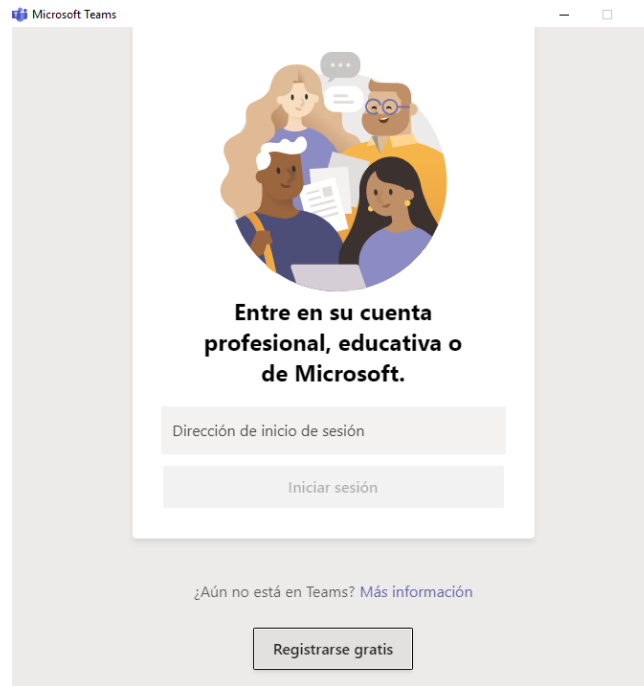 Microsoft Teams
Entre en su cuenta
profesional, educativa o
de Microsoft.
Dirección de inicio de sesión
Iniciar sesión
¿Aún no está en Teams? Más información
Registrarse gratis